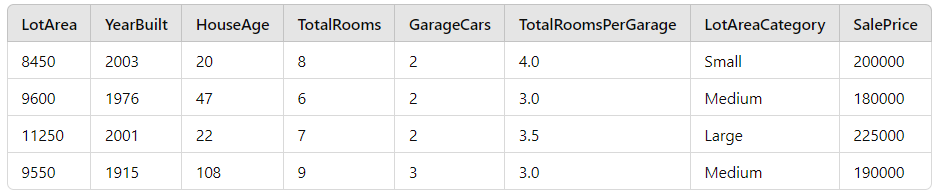 LotArea YearBuilt HouseAge TotalRooms GarageCars TotalRoomsPerGarage LotAreaCategory SalePrice
8450 2003 20 8 2 4.0 Small 200000
9600 1976 47 6 2 3.0 Medium 180000
11250 2001 22 7 2 3.5 Large 225000
9550 1915 108 9 3 3.0 Medium 190000